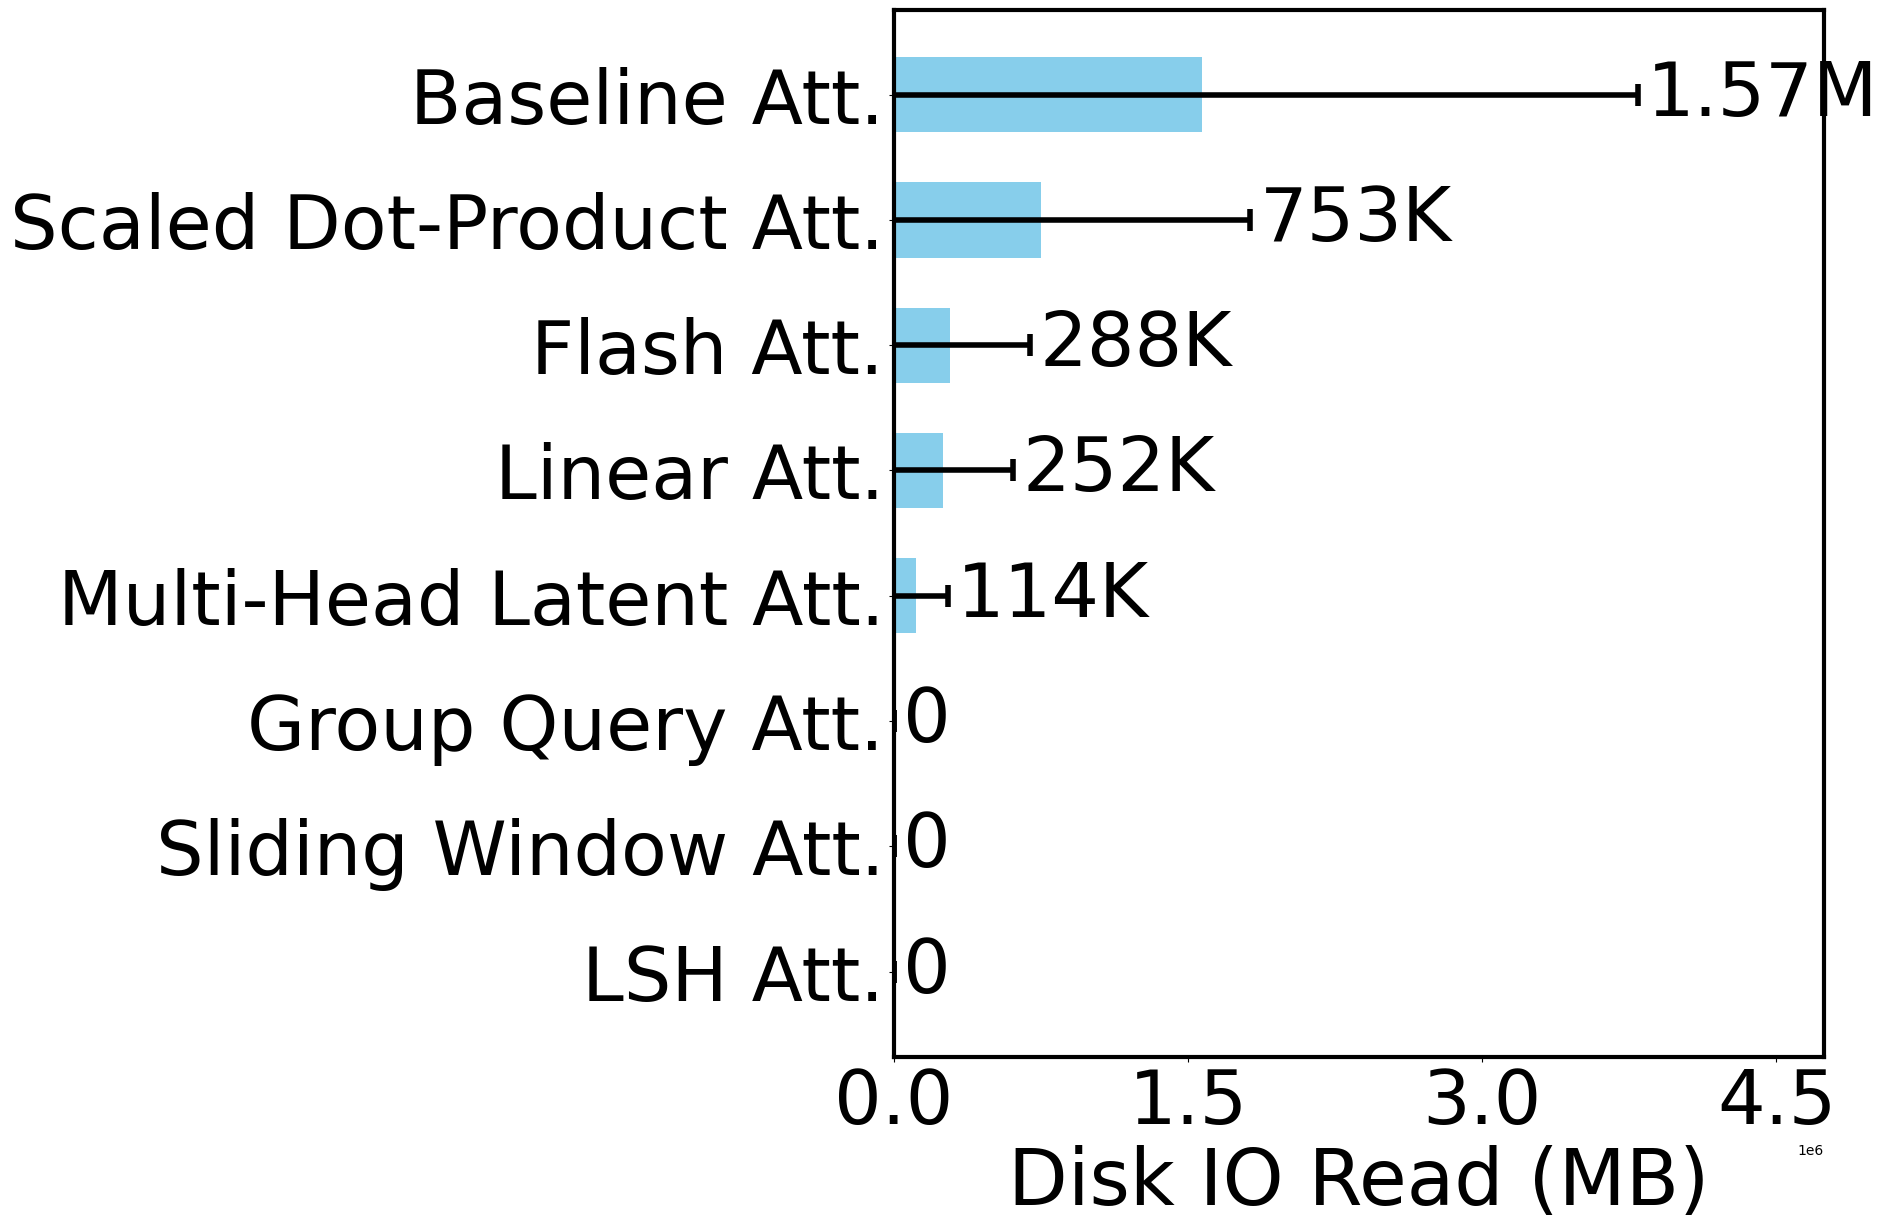 Baseline Att. 1.57M
Scaled Dot-Product Att. 753K
Flash Att. 288K
Linear Att. 252K
Multi-Head Latent Att. 114K
Group Query Att. 0
Sliding Window Att. 0
LSH Att. 0
0.0 1.5 3.0 4.5
1e6
Disk IO Read (MB)